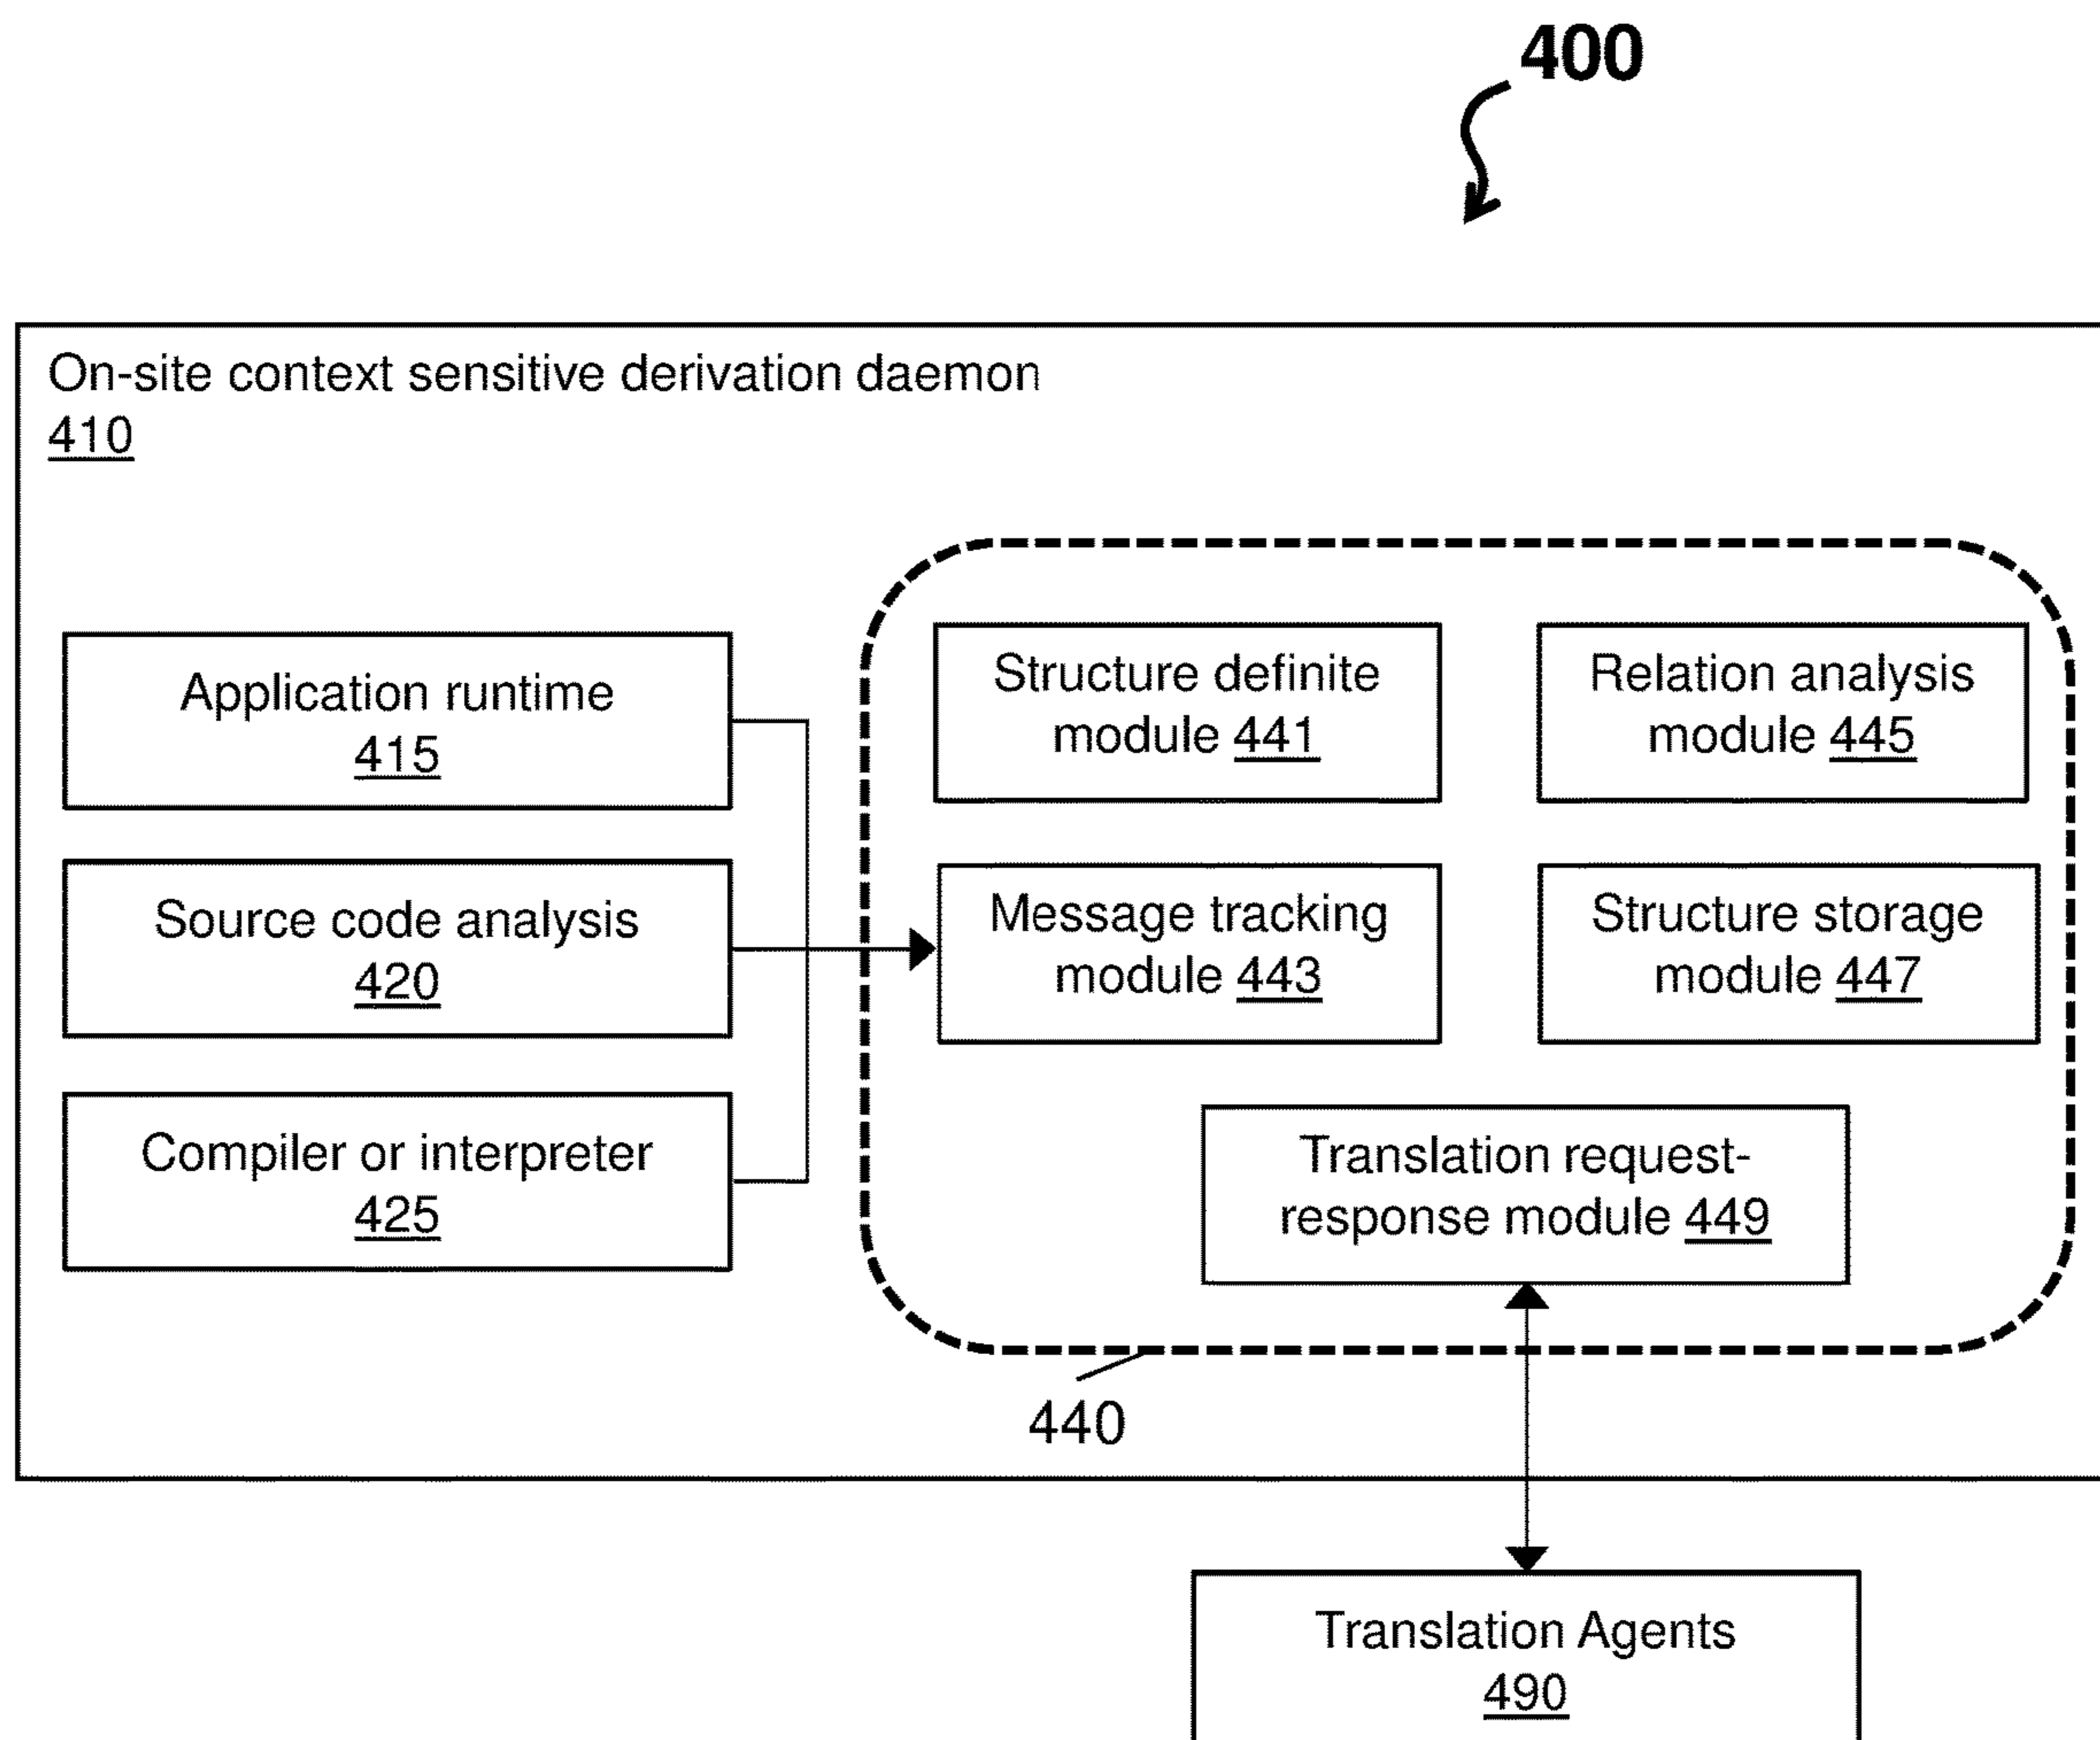 400
On-site context sensitive derivation daemon
410
Application runtime
415
Source code analysis
420
Compiler or interpreter
425
Structure definite
module 441
Relation analysis
module 445
Message tracking
module 443
Structure storage
module 447
Translation request-
response module 449
440
Translation Agents
490